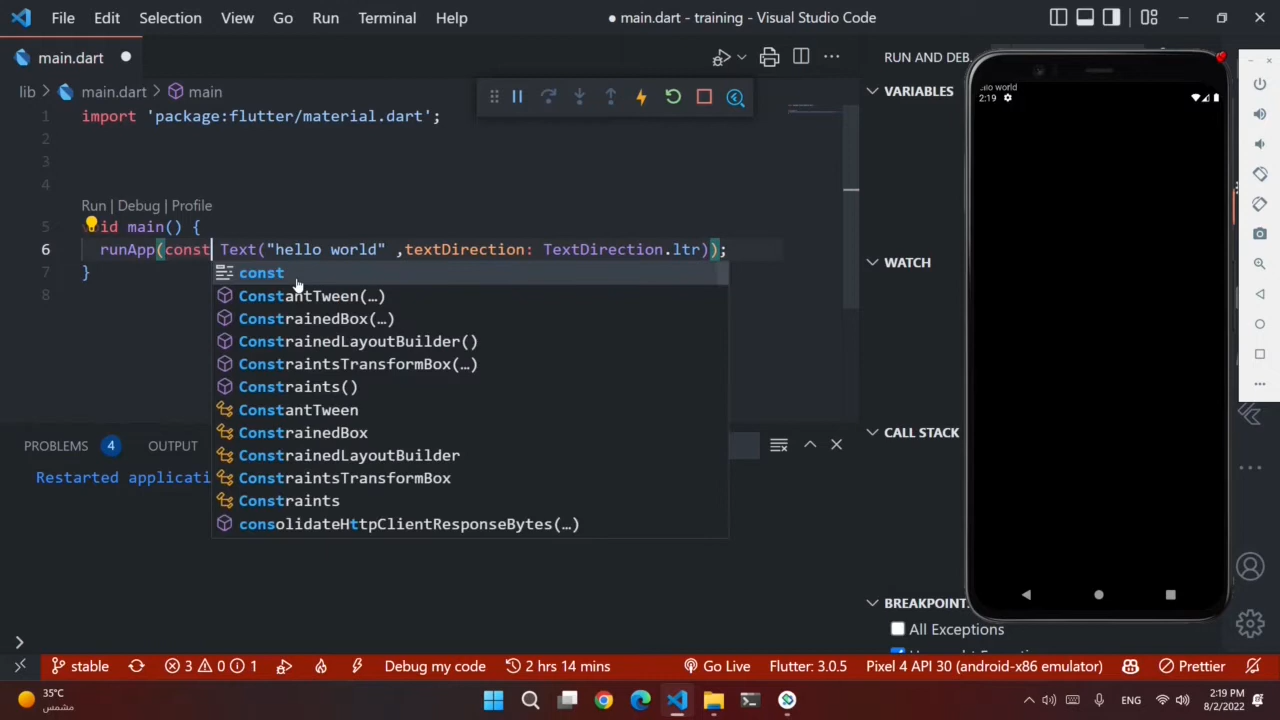 File Edit Selection View Go Run Terminal Help
● main.dart - training - Visual Studio Code
main.dart
lib > main.dart > main
1 import 'package:flutter/material.dart';
2
3
4
Run | Debug | Profile
5 id main() {
6 runApp(const Text("hello world" ,textDirection: TextDirection.ltr));
7 }
8
const
ConstantTween(…)
ConstrainedBox(…)
ConstrainedLayoutBuilder()
ConstraintsTransformBox(…)
Constraints()
ConstantTween
ConstrainedBox
ConstrainedLayoutBuilder
ConstraintsTransformBox
Constraints
consolidateHttpClientResponseBytes(…)
PROBLEMS 4 OUTPUT
Restarted applicati
RUN AND DEB
VARIABLES
WATCH
CALL STACK
BREAKPOINT
All Exceptions
world
2:19
stable 3 0 1 Debug my code 2 hrs 14 mins Go Live Flutter: 3.0.5 Pixel 4 API 30 (android-x86 emulator) Prettier
35°C
مشمس
ENG
2:19 PM
8/2/2022